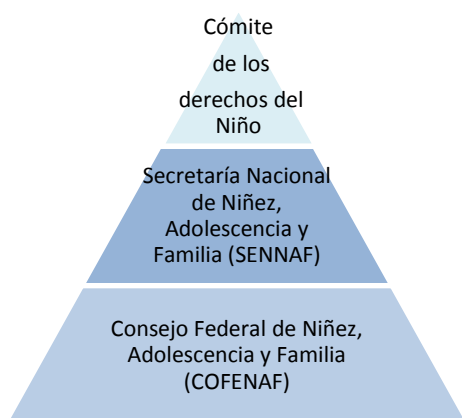 Cómite
de los
derechos del
Niño
Secretaría Nacional
de Niñez,
Adolescencia y
Familia (SENNAF)
Consejo Federal de Niñez,
Adolescencia y Familia
(COFENAF)